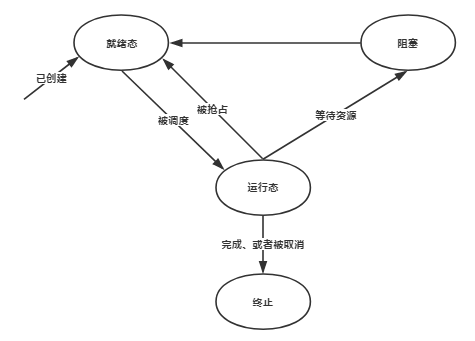 就绪态
阻塞
已创建
被抢占
等待资源
被调度
运行态
完成、或者被取消
终止